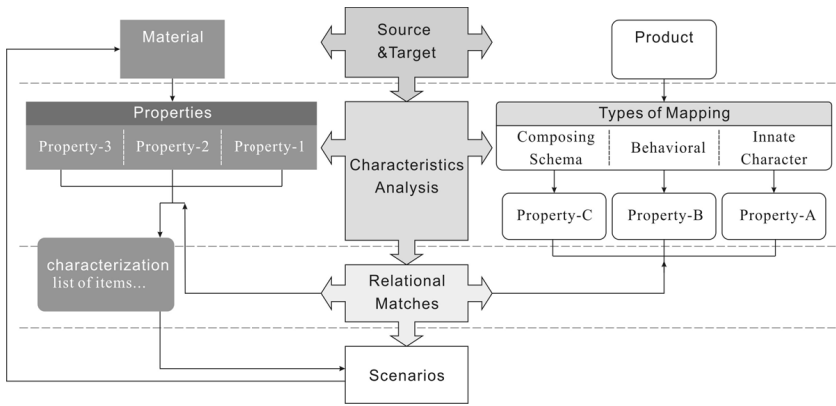 Material
Source
&Target
Product
Properties
Property-3
Property-2
Property-1
Characteristics
Analysis
Types of Mapping
Composing
Schema
Behavioral
Innate
Character
Property-C
Property-B
Property-A
characterization
list of items...
Relational
Matches
Scenarios